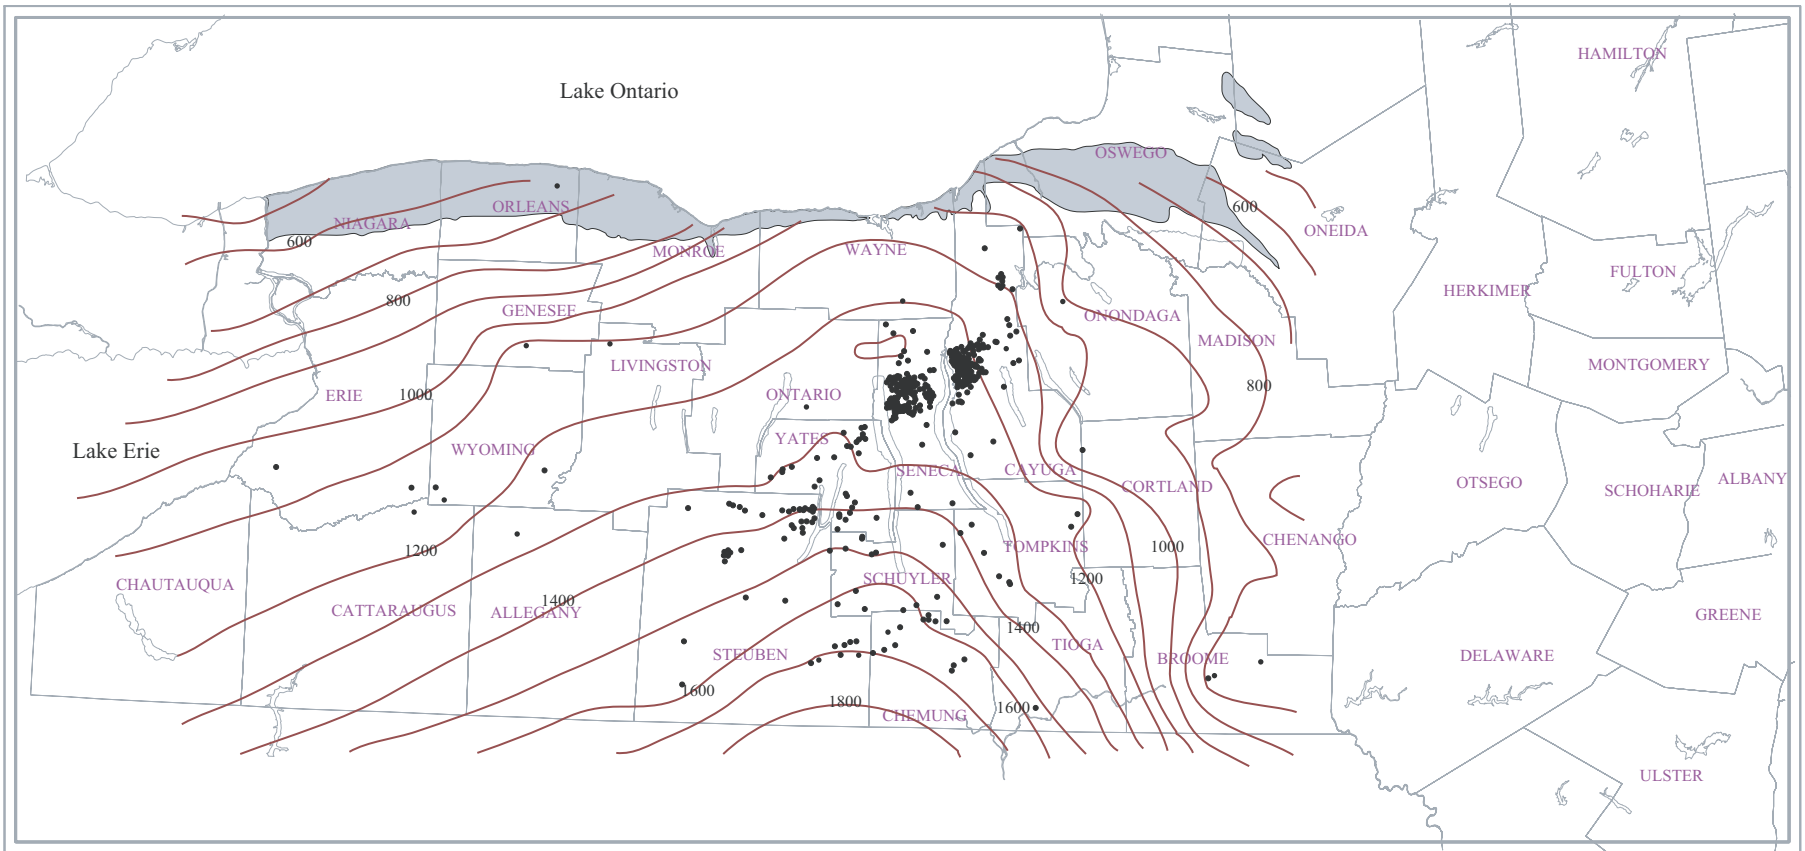 HAMILTON
Lake Ontario
OSWEGO
ORLEANS
600
NIAGARA
ONEIDA
600
MONROE
WAYNE
FULTON
HERKIMER
800
GENESEE
ONONDAGA
MADISON
LIVINGSTON
MONTGOMERY
800
ERIE
1000
ONTARIO
YATES
Lake Erie
WYOMING
SENECA
CAYUGA
CORTLAND
OTSEGO
SCHOHARIE
ALBANY
CHENANGO
1200
TOMPKINS
1000
CHAUTAUQUA
SCHUYLER
1200
1400
CATTARAUGUS
ALLEGANY
GREENE
1400
TIOGA
STEUBEN
BROOME
DELAWARE
1600
1800
1600
CHEMUNG
ULSTER